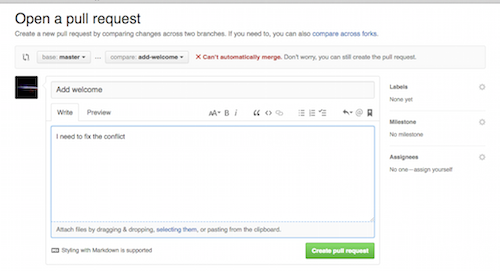 Open a pull request
Create a new pull request by comparing changes across two branches. If you need to, you can also compare across forks.
base: master ... compare: add-welcome ✕ Can't automatically merge. Don't worry, you can still create the pull request.
Add welcome
Write Preview
AA B i “ <>
@
I need to fix the conflict
Attach files by dragging & dropping, selecting them, or pasting from the clipboard.
Styling with Markdown is supported
Create pull request
Labels
None yet
Milestone
No milestone
Assignees
No one—assign yourself